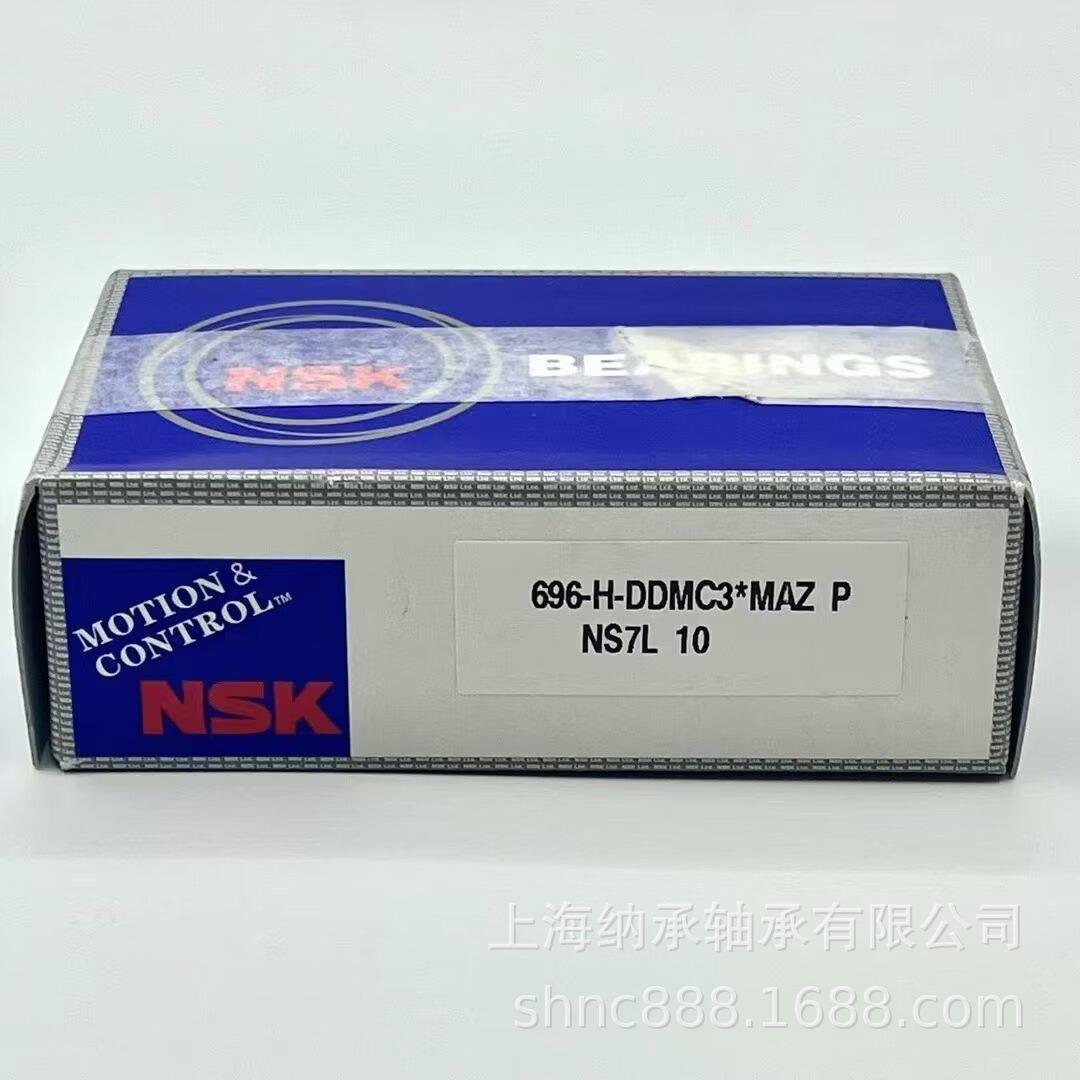 NSK
BEARINGS
MOTION &
CONTROL™
NSK
696-H-DDMC3*MAZ P
NS7L 10
上海纳承轴承有限公司
shnc888.1688.com